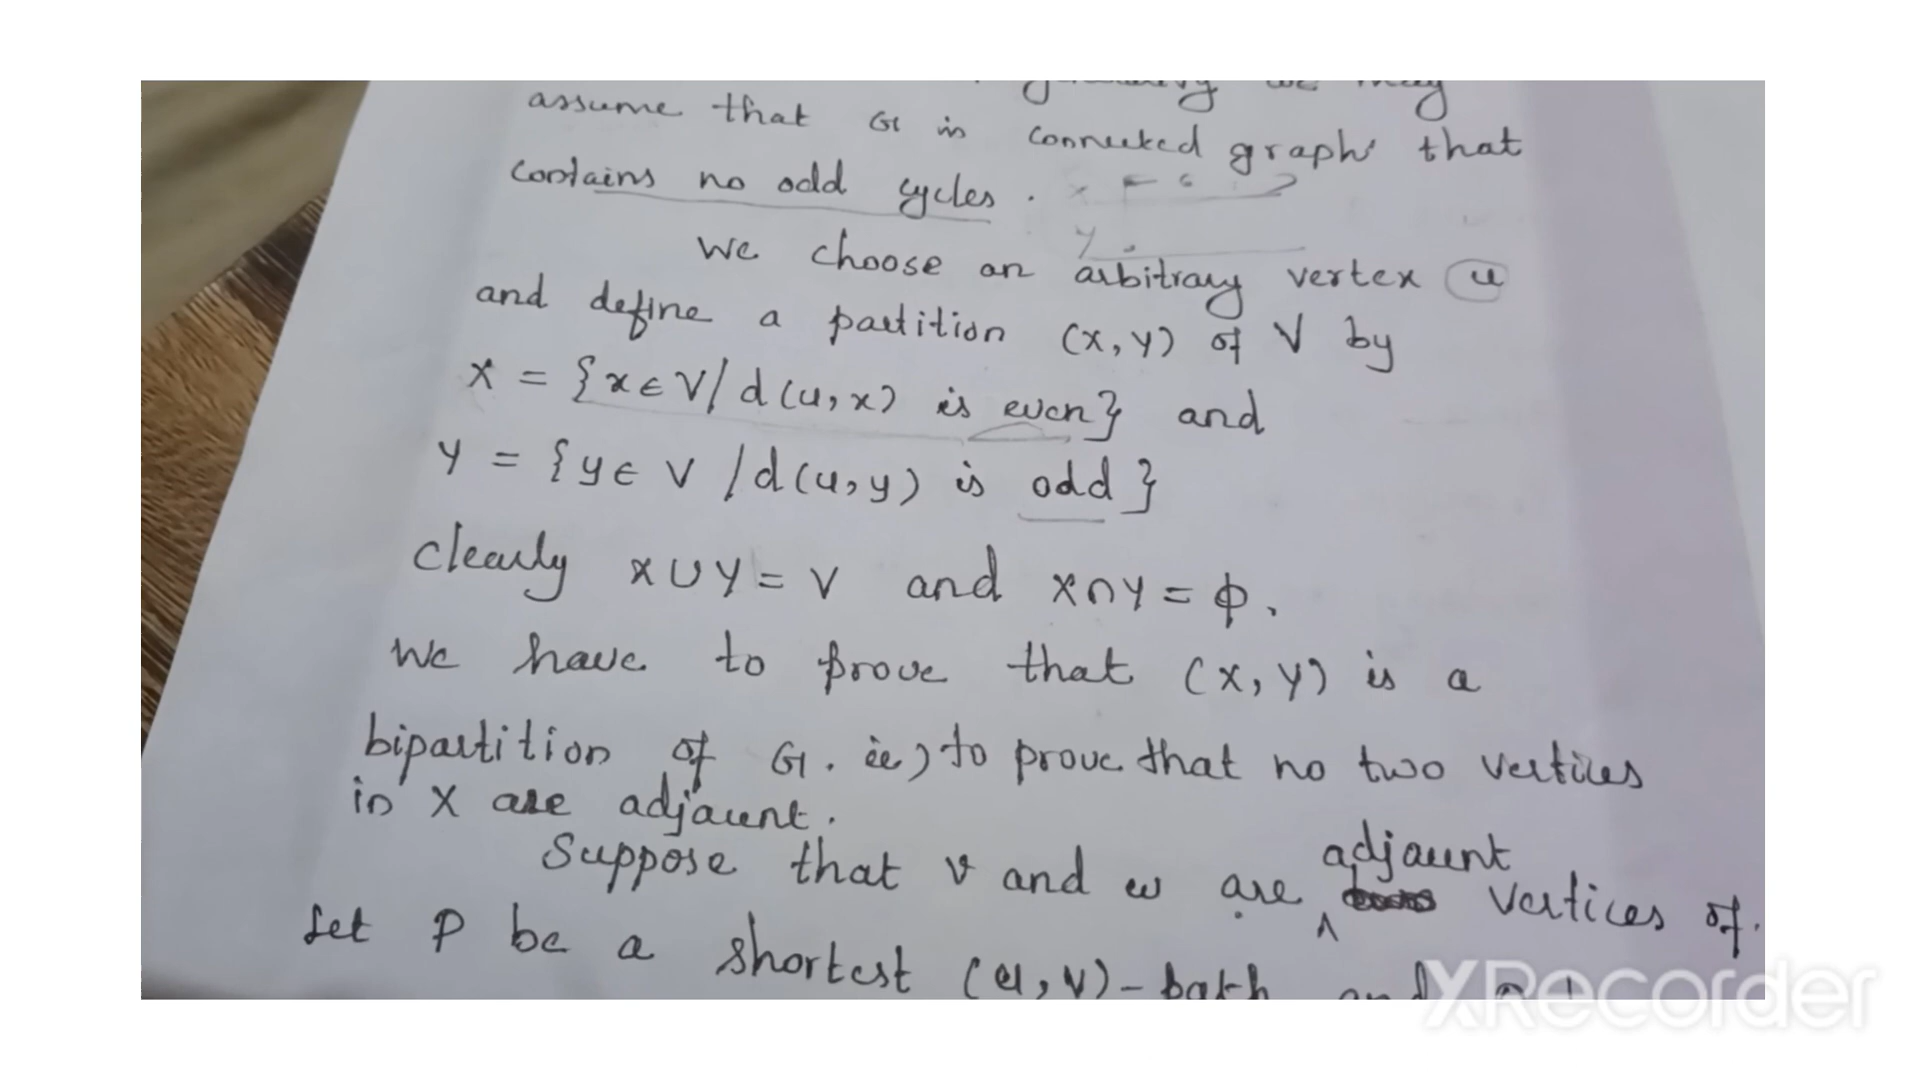 we may
assume that G is connected graph that
contains no odd cycles.
We choose an arbitrary vertex u
and define a partition (X, Y) of V by
X = {x ∈ V / d(u, x) is even} and
Y = {y ∈ V / d(u, y) is odd}
clearly X ∪ Y = V and X ∩ Y = ϕ.
We have to prove that (X, Y) is a
bipartition of G. ie) to prove that no two vertices
in X are adjacent.
Suppose that v and w are ^ adjacent vertices of
Let P be a shortest (u, v) - path and
XRecorder